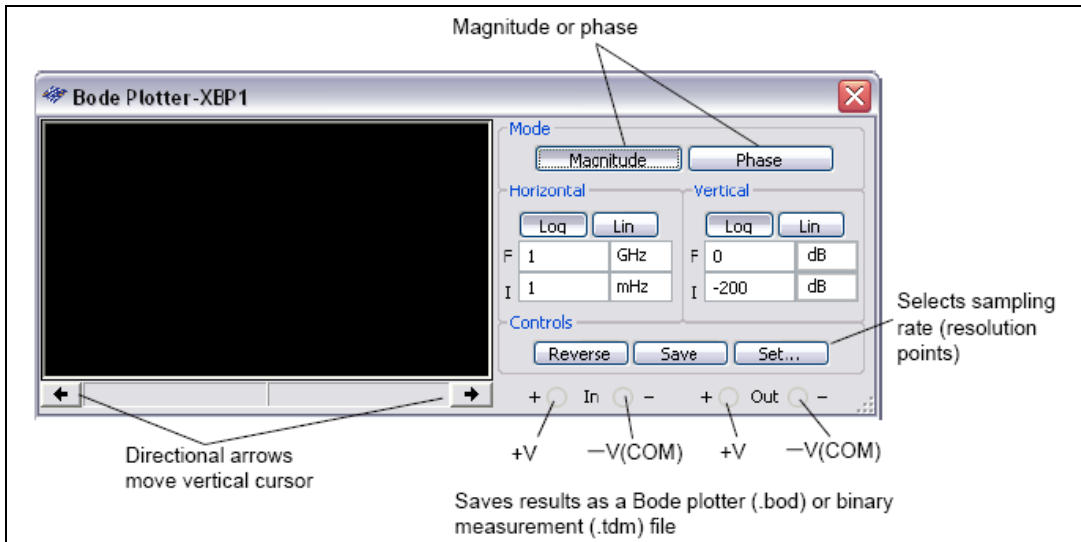 Magnitude or phase
Bode Plotter-XBP1
Mode
Magnitude Phase
Horizontal Vertical
Log Lin Log Lin
F 1 GHz F 0 dB
I 1 mHz I -200 dB
Selects sampling
rate (resolution
points)
Controls
Reverse Save Set...
+ In − + Out −
+V −V(COM) +V −V(COM)
Directional arrows
move vertical cursor
Saves results as a Bode plotter (.bod) or binary
measurement (.tdm) file